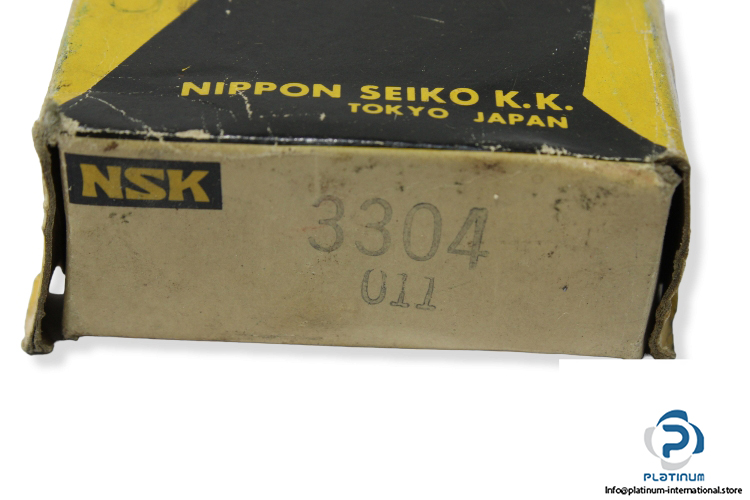 NIPPON SEIKO K.K.
TOKYO JAPAN
NSK
3304
011
PLATINUM
Info@platinum-international.store